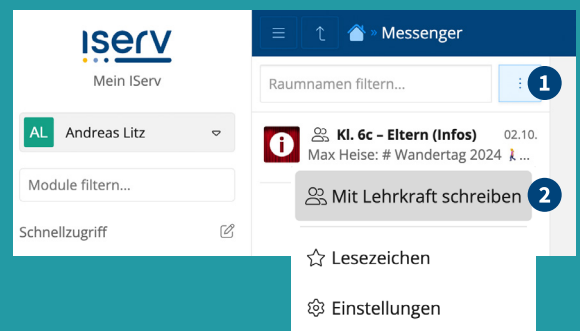 IServ
Mein IServ
AL Andreas Litz
Module filtern...
Schnellzugriff
» Messenger
Raumnamen filtern...
1
Kl. 6c – Eltern (Infos) 02.10.
Max Heise: # Wandertag 2024 🚶 ...
Mit Lehrkraft schreiben 2
Lesezeichen
Einstellungen